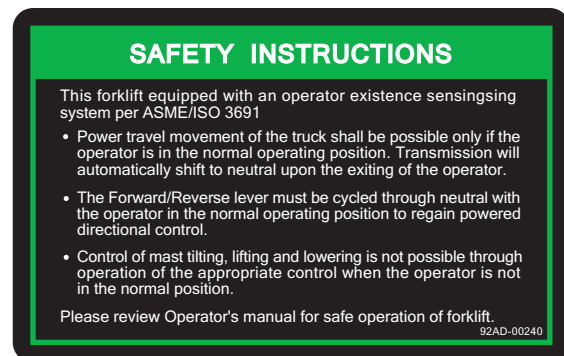 SAFETY INSTRUCTIONS
This forklift equipped with an operator existence sensingsing
system per ASME/ISO 3691
• Power travel movement of the truck shall be possible only if the
operator is in the normal operating position. Transmission will
automatically shift to neutral upon the exiting of the operator.
• The Forward/Reverse lever must be cycled through neutral with
the operator in the normal operating position to regain powered
directional control.
• Control of mast tilting, lifting and lowering is not possible through
operation of the appropriate control when the operator is not
in the normal position.
Please review Operator's manual for safe operation of forklift.
92AD-00240